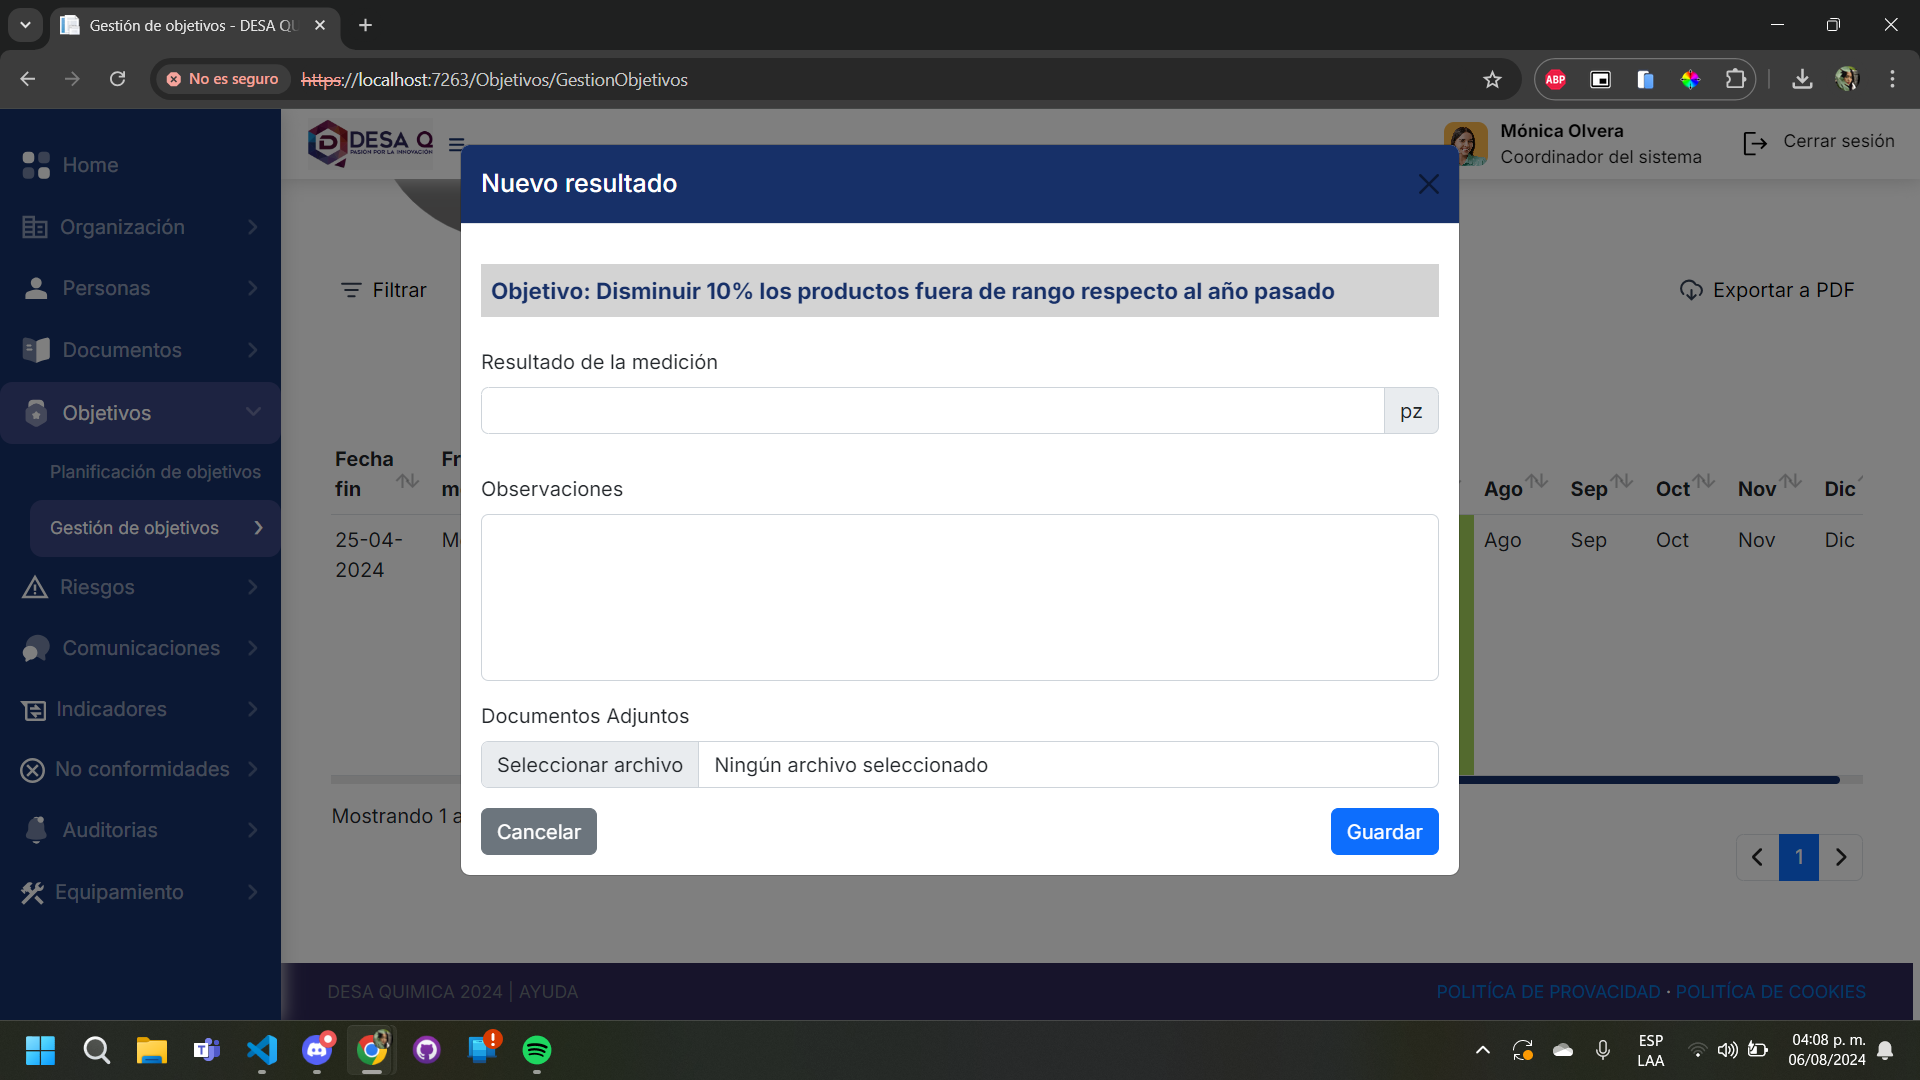 Gestión de objetivos - DESA QU
No es seguro
https://localhost:7263/Objetivos/GestionObjetivos
ABP
Home
Organización
Personas
Documentos
Objetivos
Planificación de objetivos
Gestión de objetivos
Riesgos
Comunicaciones
Indicadores
No conformidades
Auditorias
Equipamiento
DESA Q
PASIÓN POR LA INNOVACIÓN
Mónica Olvera
Coordinador del sistema
Cerrar sesión
Filtrar
Exportar a PDF
Nuevo resultado
Objetivo: Disminuir 10% los productos fuera de rango respecto al año pasado
Resultado de la medición
pz
Observaciones
Documentos Adjuntos
Seleccionar archivo Ningún archivo seleccionado
Cancelar
Guardar
Fecha fin
Fr
m
Ago Sep Oct Nov Dic
25-04-2024
M
Ago Sep Oct Nov Dic
Mostrando 1 a
1
DESA QUIMICA 2024 | AYUDA
POLITÍCA DE PROVACIDAD · POLITÍCA DE COOKIES
ESP
LAA
04:08 p. m.
06/08/2024